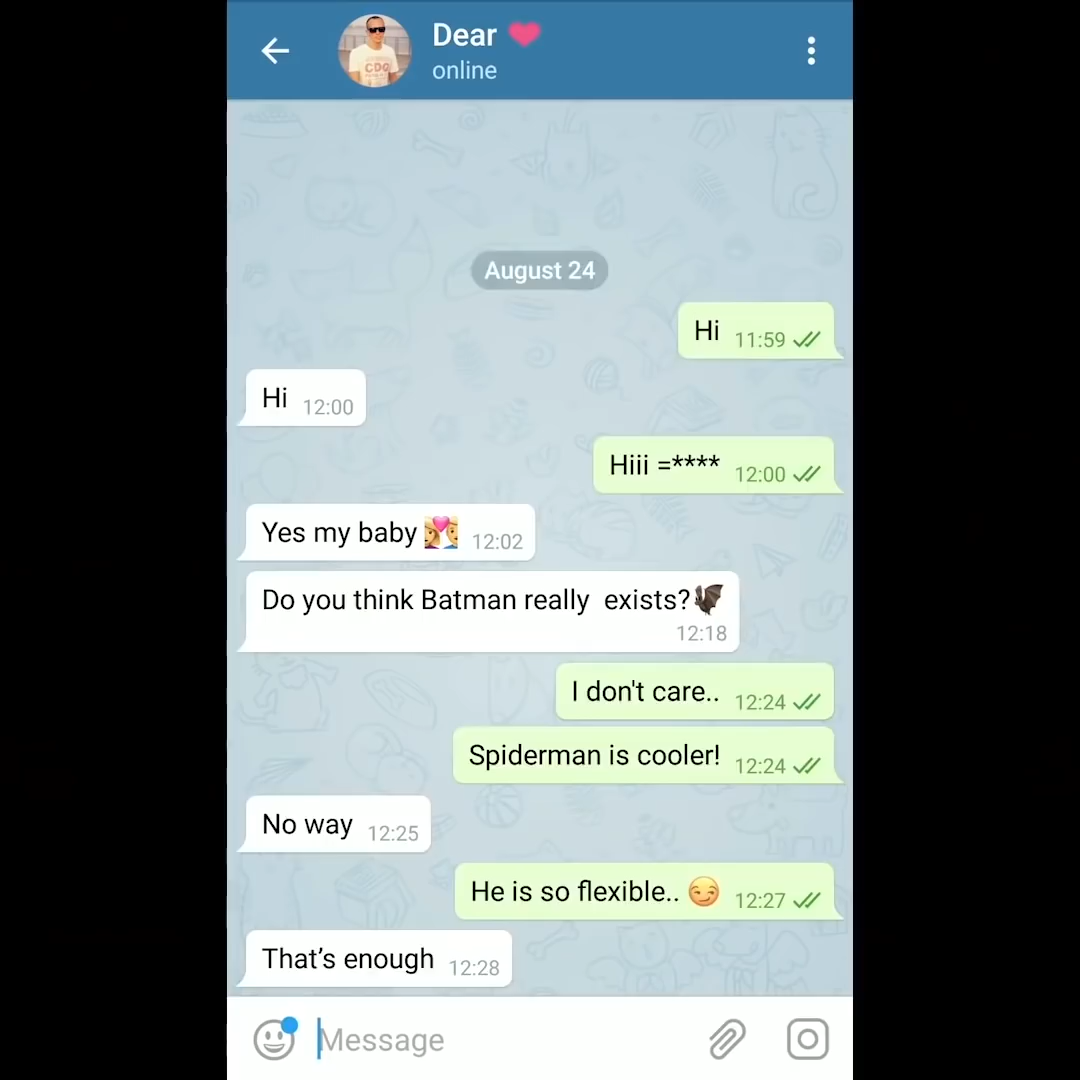 Dear ❤
online
CDG
August 24
Hi 11:59
Hi 12:00
Hiii =**** 12:00
Yes my baby 👩‍❤️‍👨 12:02
Do you think Batman really  exists?🦇
12:18
I don't care.. 12:24
Spiderman is cooler! 12:24
No way 12:25
He is so flexible.. 😏 12:27
That’s enough 12:28
Message